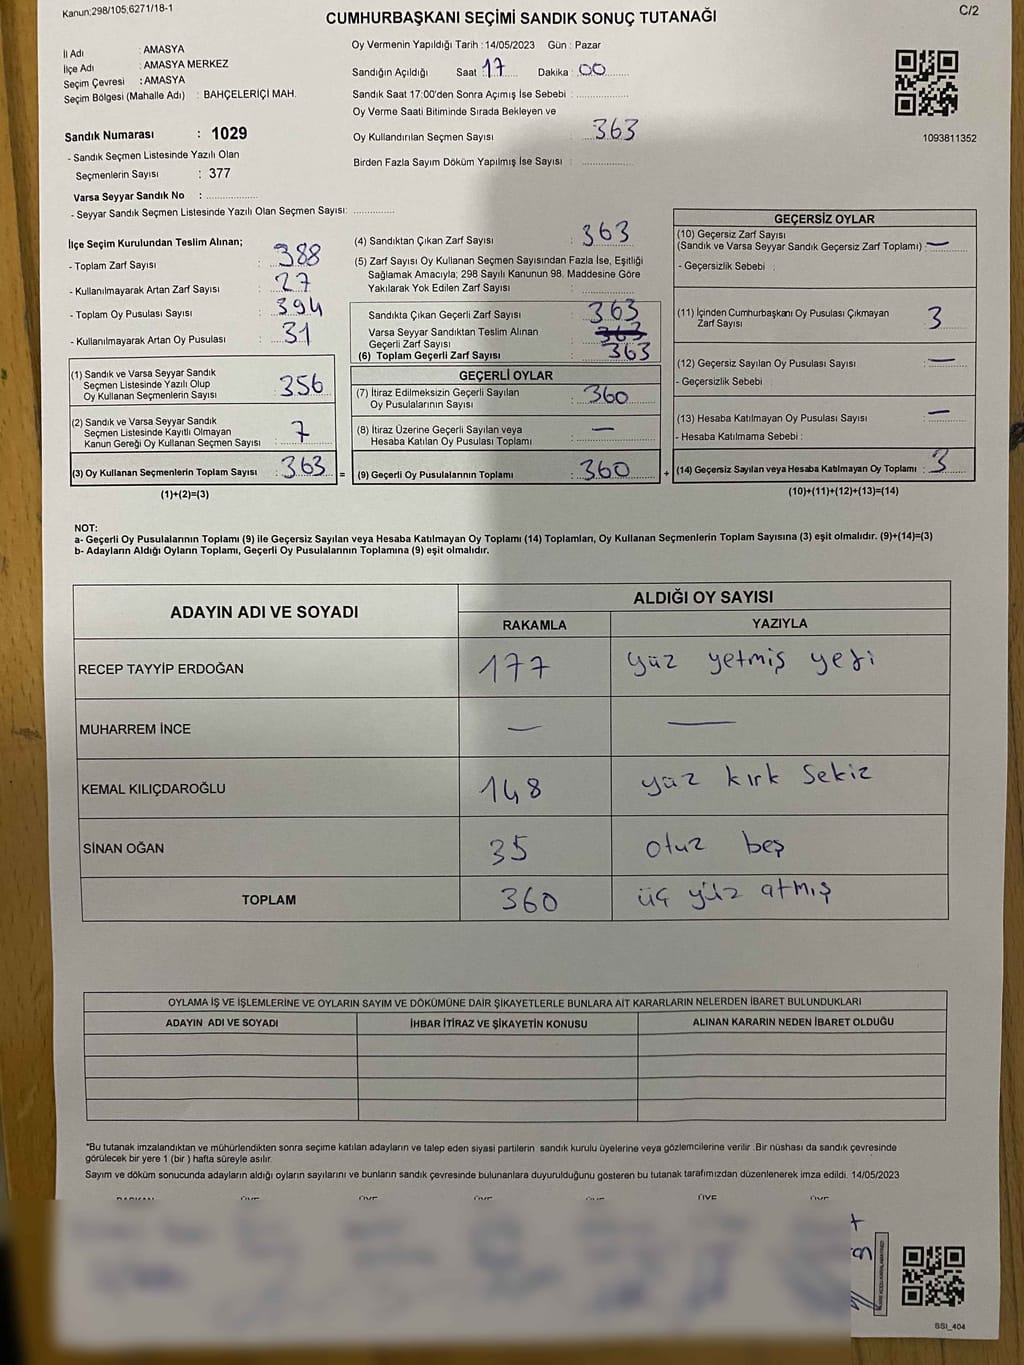 Kanun;298/105,6271/18-1
CUMHURBAŞKANI SEÇİMİ SANDIK SONUÇ TUTANAĞI
C/2
İl Adı : AMASYA
İlçe Adı : AMASYA MERKEZ
Seçim Çevresi : AMASYA
Seçim Bölgesi (Mahalle Adı) : BAHÇELERİÇİ MAH.
Sandık Numarası : 1029
- Sandık Seçmen Listesinde Yazılı Olan
Seçmenlerin Sayısı : 377
Varsa Seyyar Sandık No :
- Seyyar Sandık Seçmen Listesinde Yazılı Olan Seçmen Sayısı:
Oy Vermenin Yapıldığı Tarih : 14/05/2023 Gün : Pazar
Sandığın Açıldığı Saat : 17 Dakika : 00
Sandık Saat 17:00'den Sonra Açımış İse Sebebi :
Oy Verme Saati Bitiminde Sırada Bekleyen ve
Oy Kullandırılan Seçmen Sayısı : 363
Birden Fazla Sayım Döküm Yapılmış İse Sayısı :
1093811352
İlçe Seçim Kurulundan Teslim Alınan;
- Toplam Zarf Sayısı : 388
- Kullanılmayarak Artan Zarf Sayısı : 27
- Toplam Oy Pusulası Sayısı : 394
- Kullanılmayarak Artan Oy Pusulası : 31
(1) Sandık ve Varsa Seyyar Sandık
Seçmen Listesinde Yazılı Olup
Oy Kullanan Seçmenlerin Sayısı : 356
(2) Sandık ve Varsa Seyyar Sandık
Seçmen Listesinde Kayıtlı Olmayan
Kanun Gereği Oy Kullanan Seçmen Sayısı : 7
(3) Oy Kullanan Seçmenlerin Toplam Sayısı : 363
(1)+(2)=(3)
(4) Sandıktan Çıkan Zarf Sayısı : 363
(5) Zarf Sayısı Oy Kullanan Seçmen Sayısından Fazla İse, Eşitliği
Sağlamak Amacıyla; 298 Sayılı Kanunun 98. Maddesine Göre
Yakılarak Yok Edilen Zarf Sayısı :
Sandıkta Çıkan Geçerli Zarf Sayısı : 363
Varsa Seyyar Sandıktan Teslim Alınan
Geçerli Zarf Sayısı : 363
(6) Toplam Geçerli Zarf Sayısı : 363
GEÇERLİ OYLAR
(7) İtiraz Edilmeksizin Geçerli Sayılan
Oy Pusulalarının Sayısı : 360
(8) İtiraz Üzerine Geçerli Sayılan veya
Hesaba Katılan Oy Pusulası Toplamı : —
= (9) Geçerli Oy Pusulalarının Toplamı : 360
GEÇERSİZ OYLAR
(10) Geçersiz Zarf Sayısı
(Sandık ve Varsa Seyyar Sandık Geçersiz Zarf Toplamı) : —
- Geçersizlik Sebebi :
(11) İçinden Cumhurbaşkanı Oy Pusulası Çıkmayan
Zarf Sayısı : 3
(12) Geçersiz Sayılan Oy Pusulası Sayısı : —
- Geçersizlik Sebebi :
(13) Hesaba Katılmayan Oy Pusulası Sayısı : —
- Hesaba Katılmama Sebebi :
+ (14) Geçersiz Sayılan veya Hesaba Katılmayan Oy Toplamı : 3
(10)+(11)+(12)+(13)=(14)
NOT:
a- Geçerli Oy Pusulalarının Toplamı (9) ile Geçersiz Sayılan veya Hesaba Katılmayan Oy Toplamı (14) Toplamları, Oy Kullanan Seçmenlerin Toplam Sayısına (3) eşit olmalıdır. (9)+(14)=(3)
b- Adayların Aldığı Oyların Toplamı, Geçerli Oy Pusulalarının Toplamına (9) eşit olmalıdır.
ADAYIN ADI VE SOYADI
ALDIĞI OY SAYISI
RAKAMLA YAZIYLA
RECEP TAYYİP ERDOĞAN 177 yüz yetmiş yedi
MUHARREM İNCE — —
KEMAL KILIÇDAROĞLU 148 yüz kırk sekiz
SİNAN OĞAN 35 otuz beş
TOPLAM 360 üç yüz atmış
OYLAMA İŞ VE İŞLEMLERİNE VE OYLARIN SAYIM VE DÖKÜMÜNE DAİR ŞİKAYETLERLE BUNLARA AİT KARARLARIN NELERDEN İBARET BULUNDUKLARI
ADAYIN ADI VE SOYADI İHBAR İTİRAZ VE ŞİKAYETİN KONUSU ALINAN KARARIN NEDEN İBARET OLDUĞU
*Bu tutanak imzalandıktan ve mühürlendikten sonra seçime katılan adayların ve talep eden siyasi partilerin sandık kurulu üyelerine veya gözlemcilerine verilir .Bir nüshası da sandık çevresinde
görülecek bir yere 1 (bir ) hafta süreyle asılır.
Sayım ve döküm sonucunda adayların aldığı oyların sayılarını ve bunların sandık çevresinde bulunanlara duyurulduğunu gösteren bu tutanak tarafımızdan düzenlenerek imza edildi. 14/05/2023
BAŞKAN ÜYE ÜYE ÜYE ÜYE ÜYE ÜYE
SSI_404